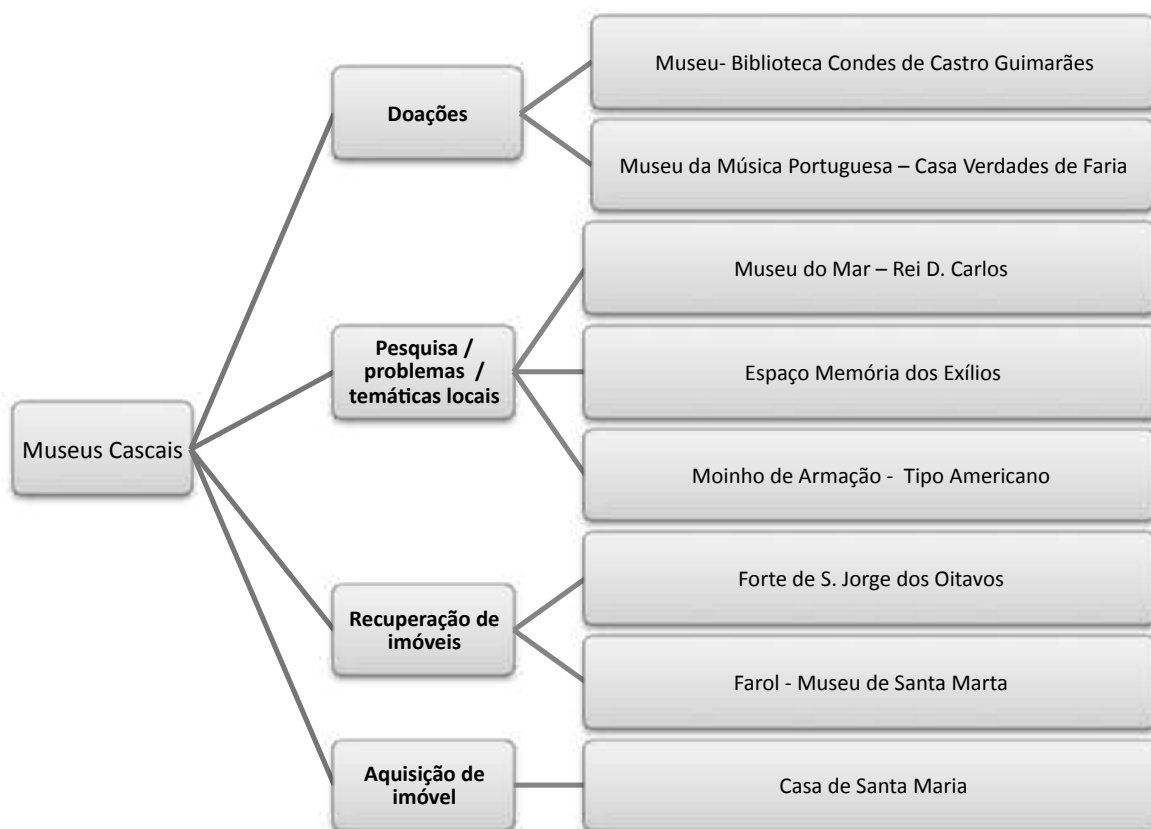 Museus Cascais
Doações
Museu- Biblioteca Condes de Castro Guimarães
Museu da Música Portuguesa – Casa Verdades de Faria
Pesquisa /
problemas /
temáticas locais
Museu do Mar – Rei D. Carlos
Espaço Memória dos Exílios
Moinho de Armação - Tipo Americano
Recuperação de
imóveis
Forte de S. Jorge dos Oitavos
Farol - Museu de Santa Marta
Aquisição de
imóvel
Casa de Santa Maria